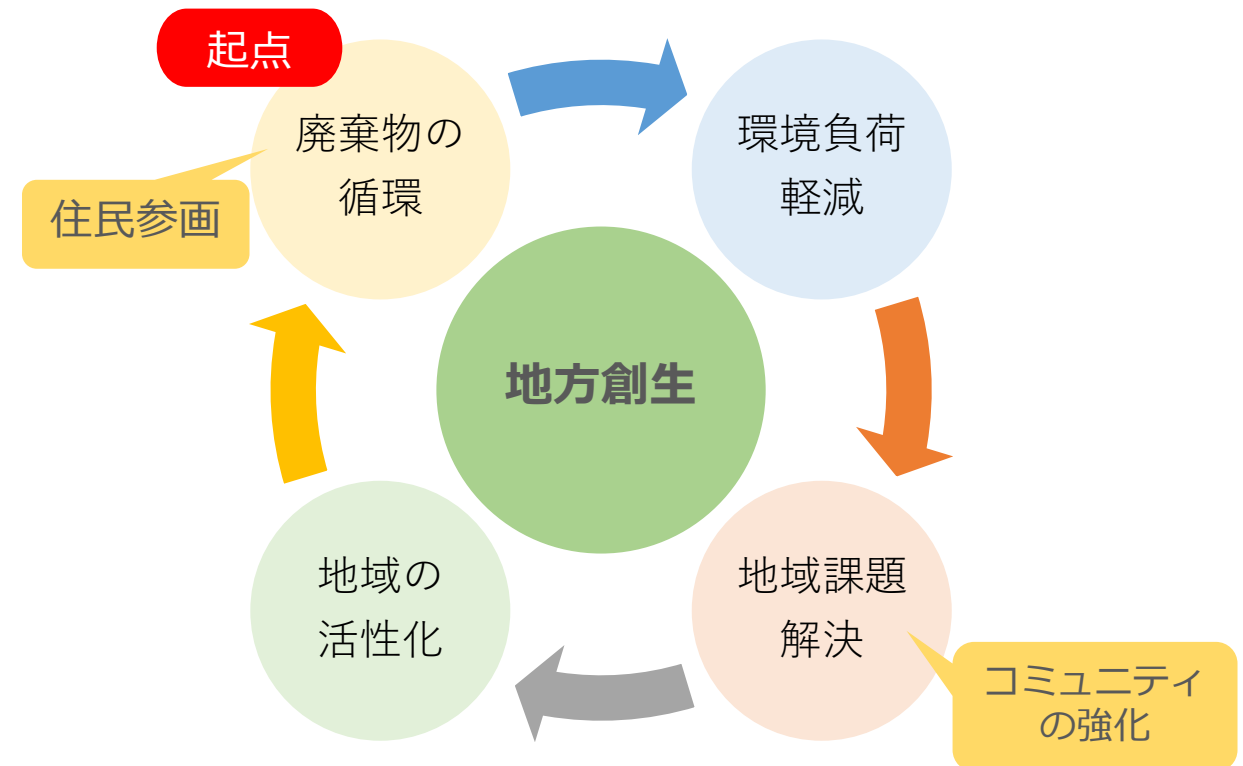 起点
廃棄物の
循環
住民参画
環境負荷
軽減
地方創生
地域の
活性化
地域課題
解決
コミュニティ
の強化